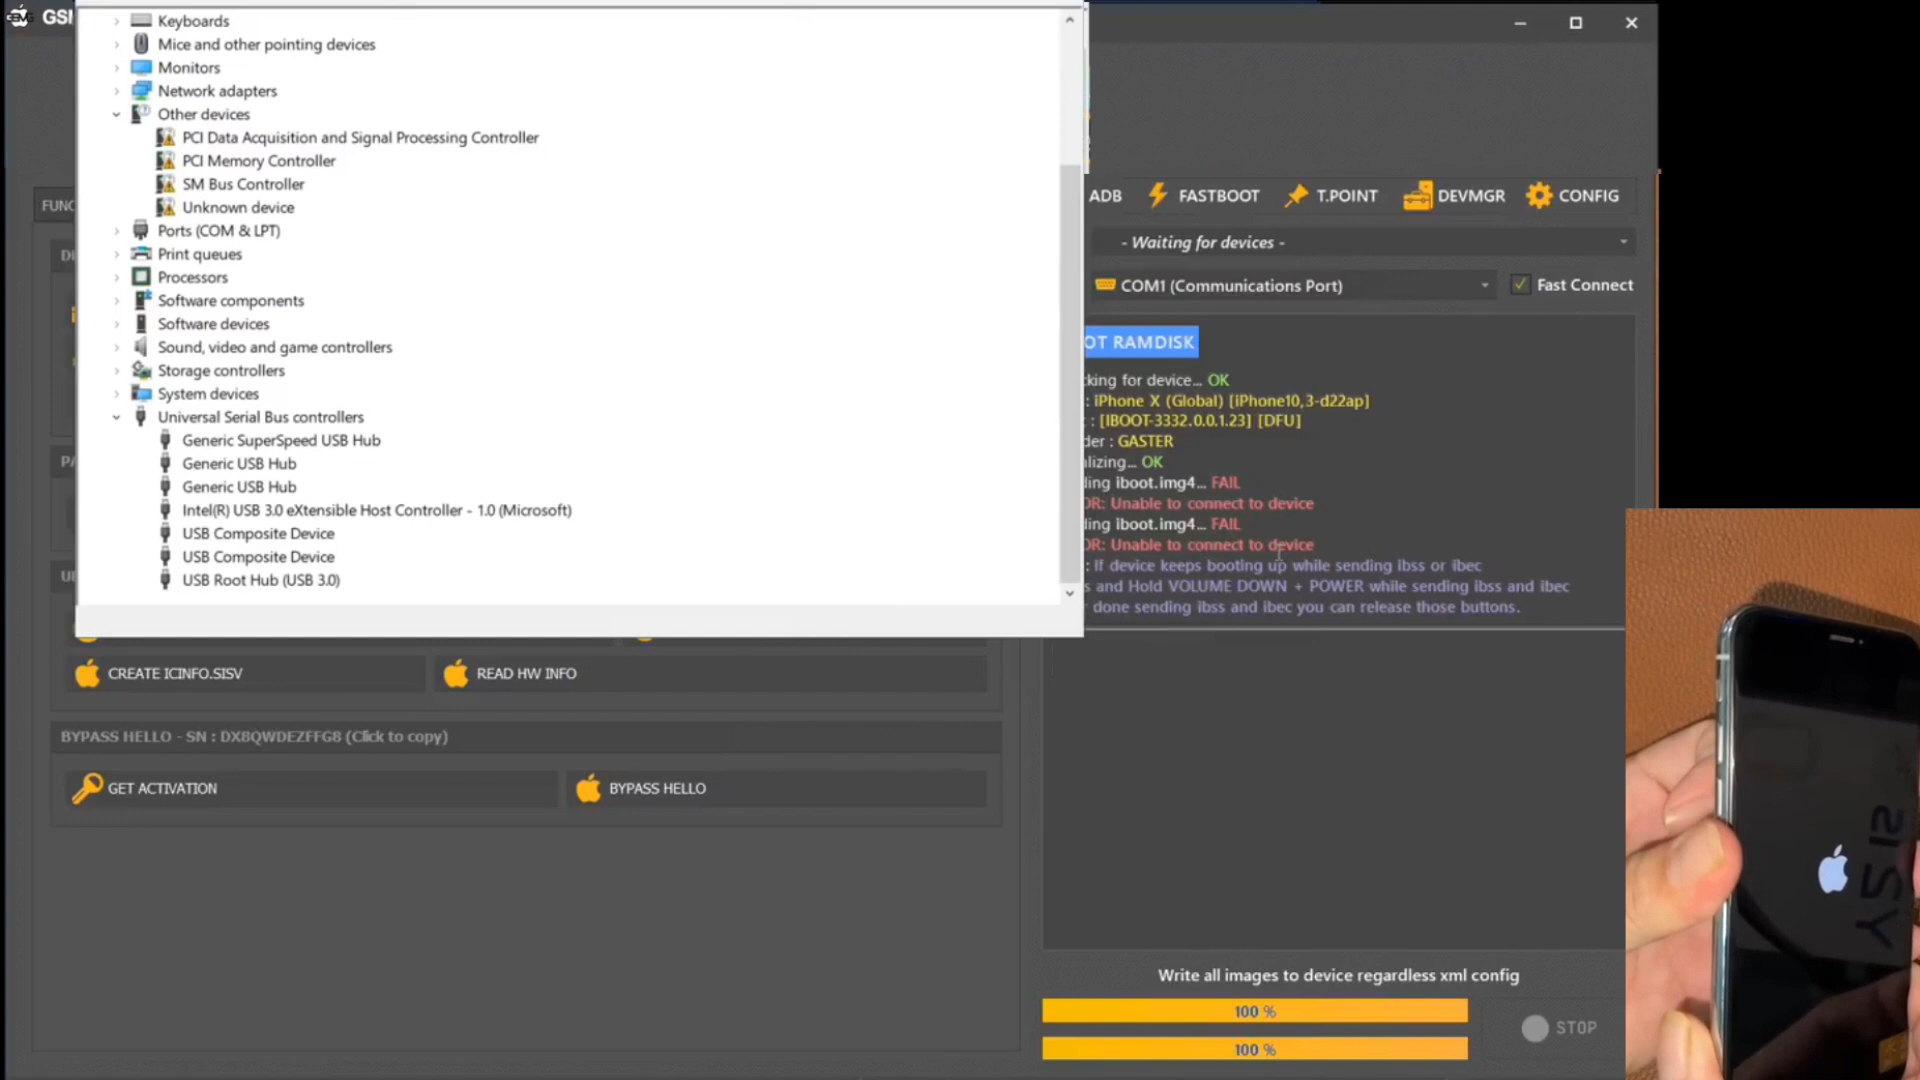 GSM
Keyboards
Mice and other pointing devices
Monitors
Network adapters
Other devices
PCI Data Acquisition and Signal Processing Controller
PCI Memory Controller
SM Bus Controller
Unknown device
Ports (COM & LPT)
Print queues
Processors
Software components
Software devices
Sound, video and game controllers
Storage controllers
System devices
Universal Serial Bus controllers
Generic SuperSpeed USB Hub
Generic USB Hub
Generic USB Hub
Intel(R) USB 3.0 eXtensible Host Controller - 1.0 (Microsoft)
USB Composite Device
USB Composite Device
USB Root Hub (USB 3.0)
FUNC
CREATE ICINFO.SISV READ HW INFO
BYPASS HELLO - SN : DX8QWDEZFFG8 (Click to copy)
GET ACTIVATION BYPASS HELLO
ADB FASTBOOT T.POINT DEVMGR CONFIG
- Waiting for devices -
COM1 (Communications Port) Fast Connect
OT RAMDISK
king for device... OK
: iPhone X (Global) [iPhone10,3-d22ap]
: [IBOOT-3332.0.0.1.23] [DFU]
der : GASTER
lizing... OK
ding iboot.img4... FAIL
OR: Unable to connect to device
ding iboot.img4... FAIL
OR: Unable to connect to device
: If device keeps booting up while sending ibss or ibec
s and Hold VOLUME DOWN + POWER while sending ibss and ibec
r done sending ibss and ibec you can release those buttons.
Write all images to device regardless xml config
100 %
100 %
STOP